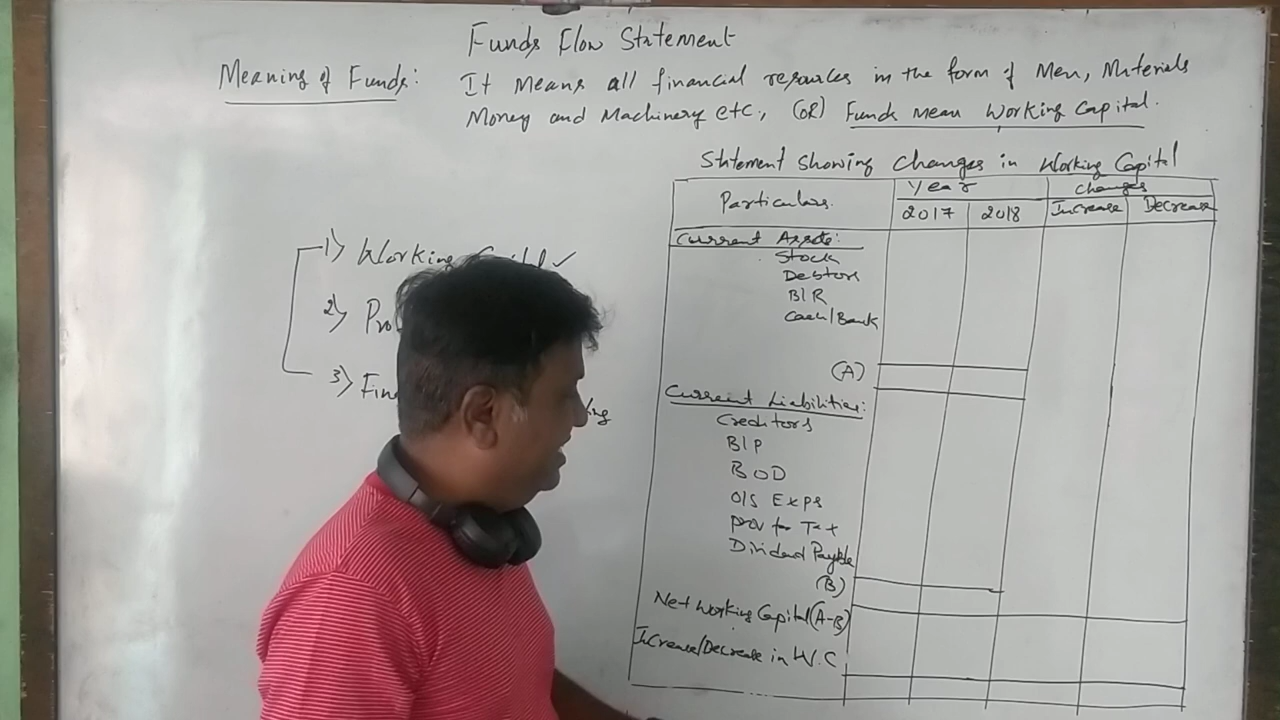 Funds Flow Statement
Meaning of Funds: It Means all financial resources in the form of Men, Materials
Money and Machinery etc., (OR) Funds mean Working Capital.
Statement Showing Changes in Working Capital
Particulars. Year Changes
2017 2018 Increase Decrease
Current Assets:
Stock
Debtors
B/R
Cash/Bank
(A)
Current Liabilities:
Creditors
B/P
BOD
O/S Exps
Prov for Tax
Dividend Payable
(B)
Net Working Capital (A-B)
Increase/Decrease in W.C
1) Working ✓
2)
3)